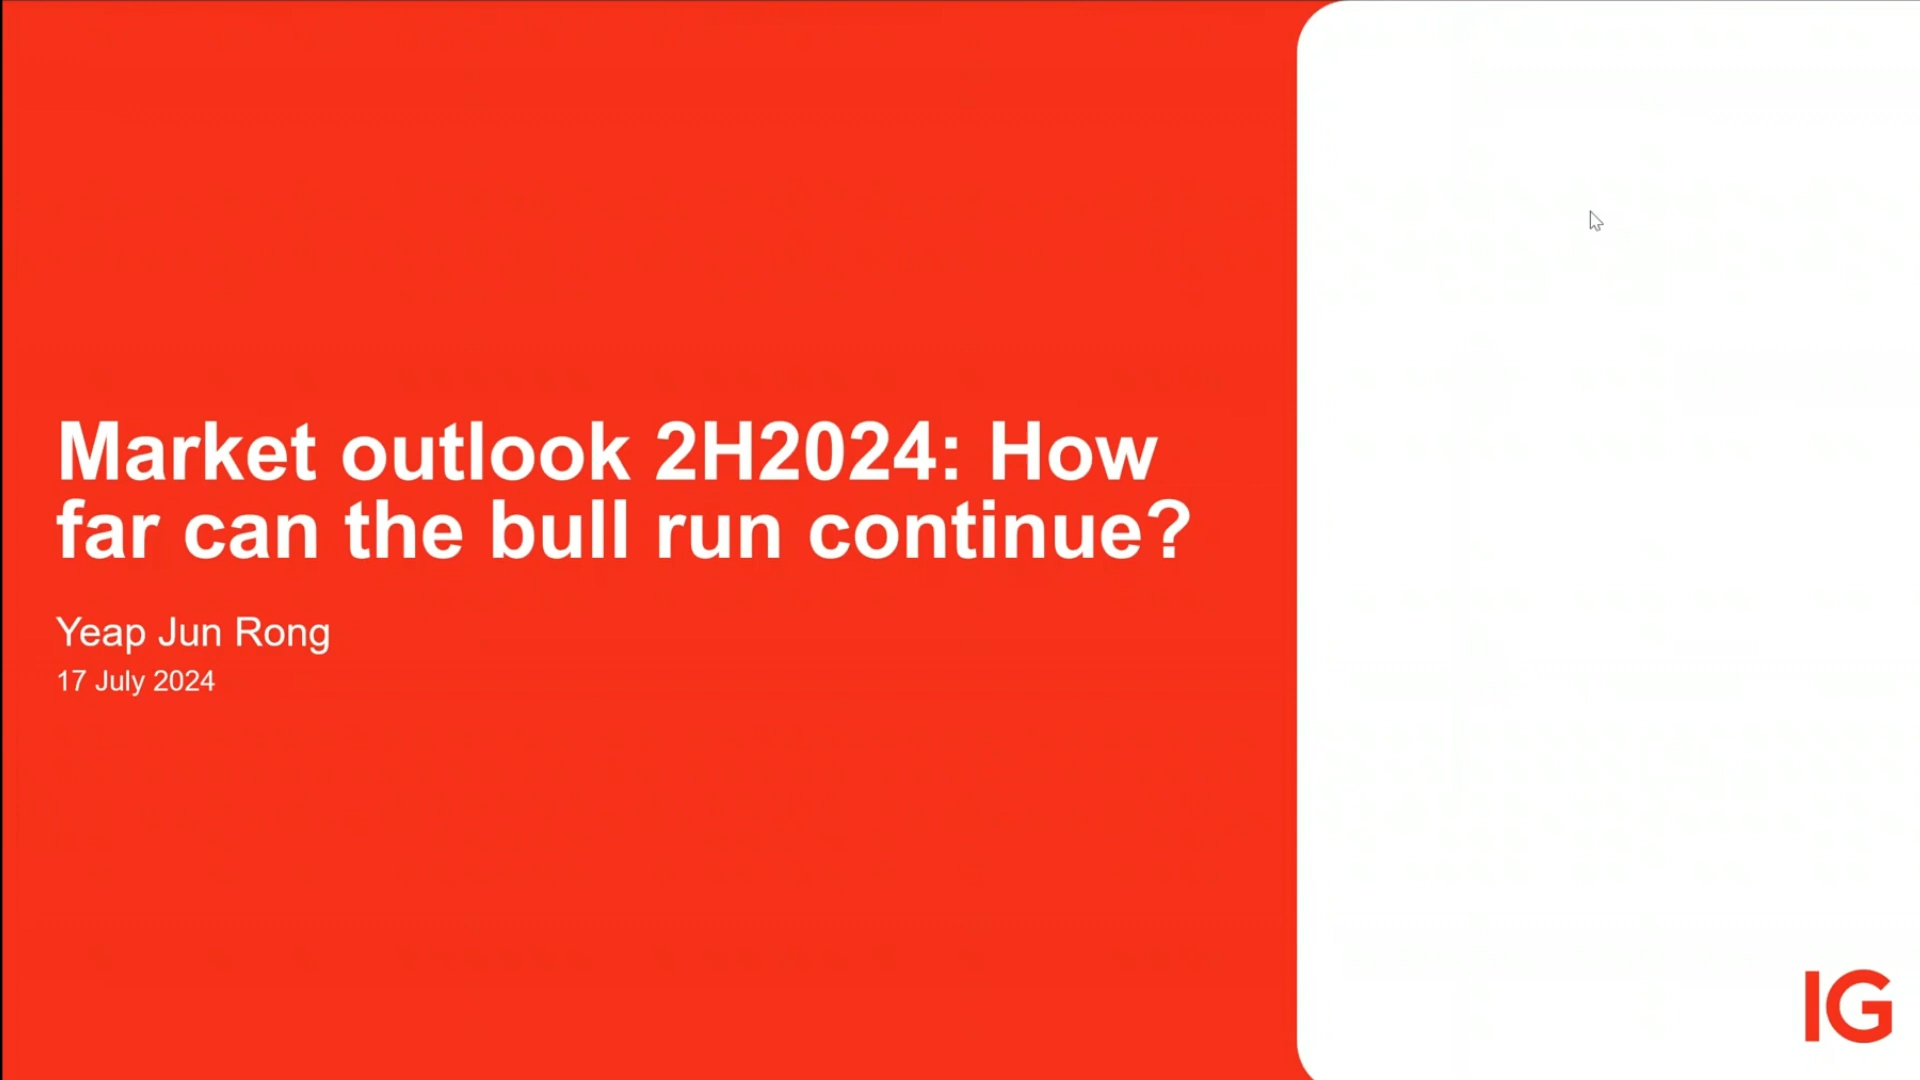 Market outlook 2H2024: How
far can the bull run continue?
Yeap Jun Rong
17 July 2024
IG